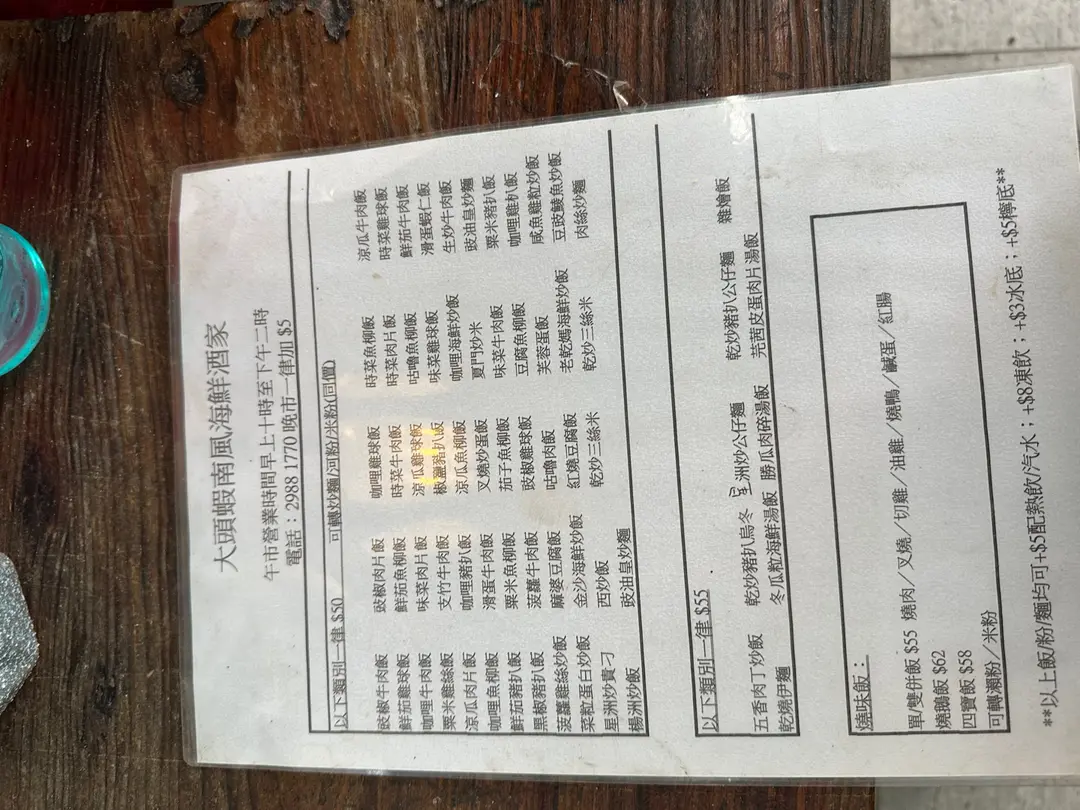 大頭蝦南風海鮮酒家
午市營業時間早上十時至下午二時
電話：2988 1770 晚市一律加 $5
以下類別一律 $50 可轉炒麵/河粉/米粉(同價)
豉椒牛肉飯 豉椒肉片飯 咖哩雞球飯 時菜魚柳飯 涼瓜牛肉飯
鮮茄雞球飯 鮮茄魚柳飯 時菜牛肉飯 時菜肉片飯 時菜雞球飯
咖哩牛肉飯 味菜肉片飯 涼瓜雞球飯 咕嚕魚柳飯 鮮茄牛肉飯
粟米雞絲飯 支竹牛肉飯 椒鹽豬扒飯 味菜雞球飯 滑蛋蝦仁飯
涼瓜肉片飯 咖哩豬扒飯 涼瓜魚柳飯 咖哩海鮮炒飯 生炒牛肉飯
咖哩魚柳飯 滑蛋牛肉飯 叉燒炒蛋飯 夏門炒米 豉油皇炒麵
鮮茄豬扒飯 粟米魚柳飯 茄子魚柳飯 味菜牛肉飯 粟米豬扒飯
黑椒豬扒飯 菠蘿牛肉飯 豉椒雞球飯 豆腐魚柳飯 咖哩雞扒飯
菠蘿雞絲炒飯 麻婆豆腐飯 咕嚕肉飯 芙蓉蛋飯 咸魚雞粒炒飯
菜粒蛋白炒飯 金沙海鮮炒飯 紅燒豆腐飯 老乾媽海鮮炒飯 豆豉鯪魚炒飯
星洲炒貴刁 西炒飯 乾炒三絲米 乾炒三絲米 肉絲炒麵
楊洲炒飯 豉油皇炒麵
以下類別一律 $55
五香肉丁炒飯 乾炒豬扒烏冬 星洲炒公仔麵 乾炒豬扒公仔麵 雜燴飯
乾燒伊麵 冬瓜粒海鮮湯飯 勝瓜肉碎湯飯 芫茜皮蛋肉片湯飯
燒味飯：
單/雙併飯 $55 燒肉／叉燒／切雞／油雞／燒鴨／鹹蛋／紅腸
燒鵝飯 $62
四寶飯 $58
可轉瀨粉／米粉
**以上飯/粉/麵均可+$5配熱飲/汽水；+$8凍飲；+$3冰底；+$5檸底**